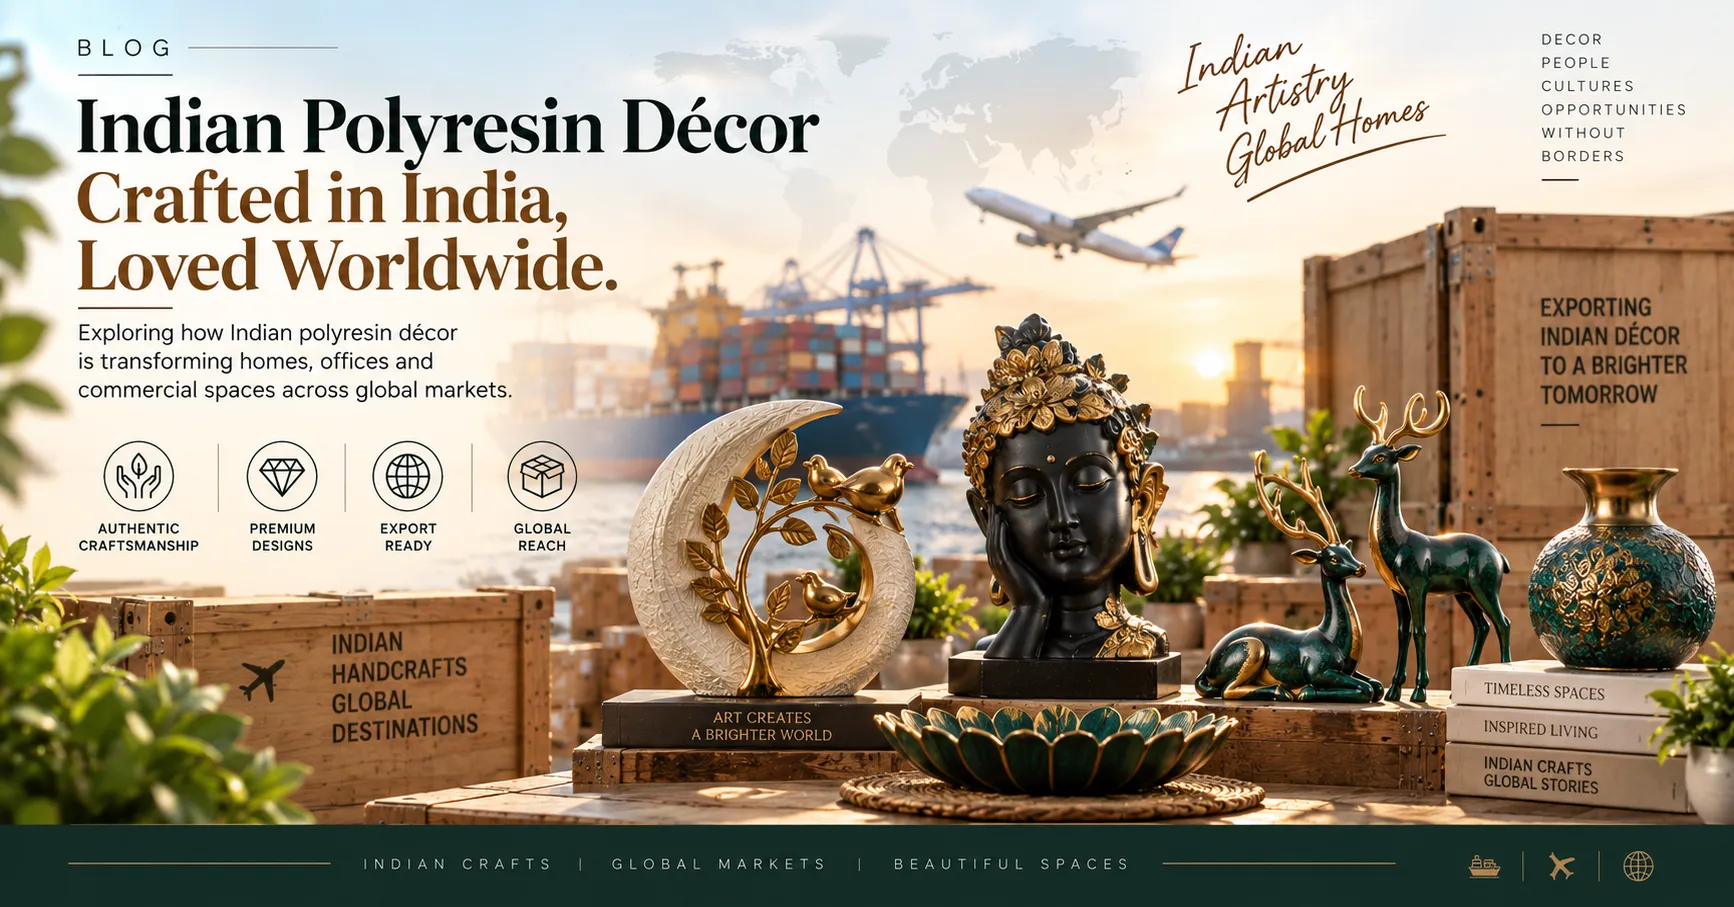 BLOG
Indian Polyresin Décor
Crafted in India,
Loved Worldwide.
Exploring how Indian polyresin décor
is transforming homes, offices and
commercial spaces across global markets.
AUTHENTIC
CRAFTSMANSHIP
PREMIUM
DESIGNS
EXPORT
READY
GLOBAL
REACH
Indian
Artistry
Global Homes
DECOR
PEOPLE
CULTURES
OPPORTUNITIES
WITHOUT
BORDERS
EXPORTING
INDIAN DÉCOR
TO A BRIGHTER
TOMORROW
INDIAN
HANDCRAFTS
GLOBAL
DESTINATIONS
ART CREATES
A BRIGHTER WORLD
TIMELESS SPACES
INSPIRED LIVING
INDIAN CRAFTS
GLOBAL STORIES
INDIAN CRAFTS | GLOBAL MARKETS | BEAUTIFUL SPACES